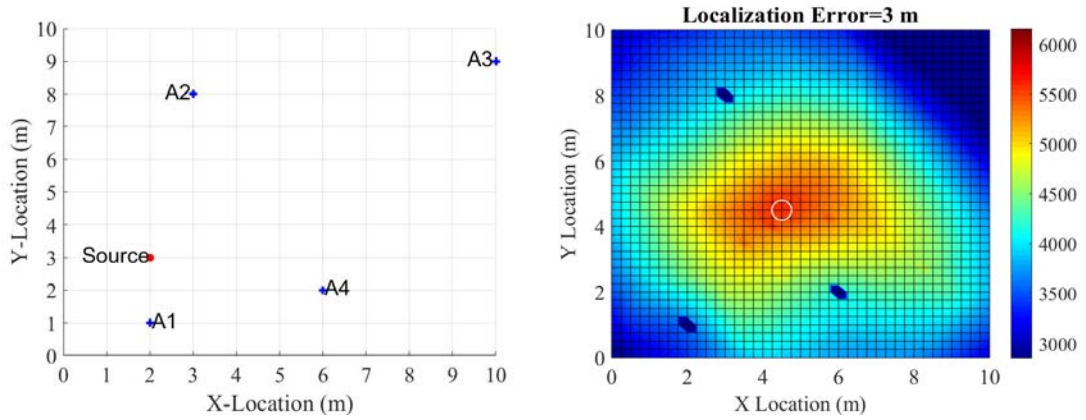 10
9
8
7
6
5
4
3
2
1
0
Y-Location (m)
A3
A2
Source
A4
A1
0 1 2 3 4 5 6 7 8 9 10
X-Location (m)
Localization Error=3 m
10
8
6
4
2
0
Y Location (m)
0 2 4 6 8 10
X Location (m)
6000
5500
5000
4500
4000
3500
3000